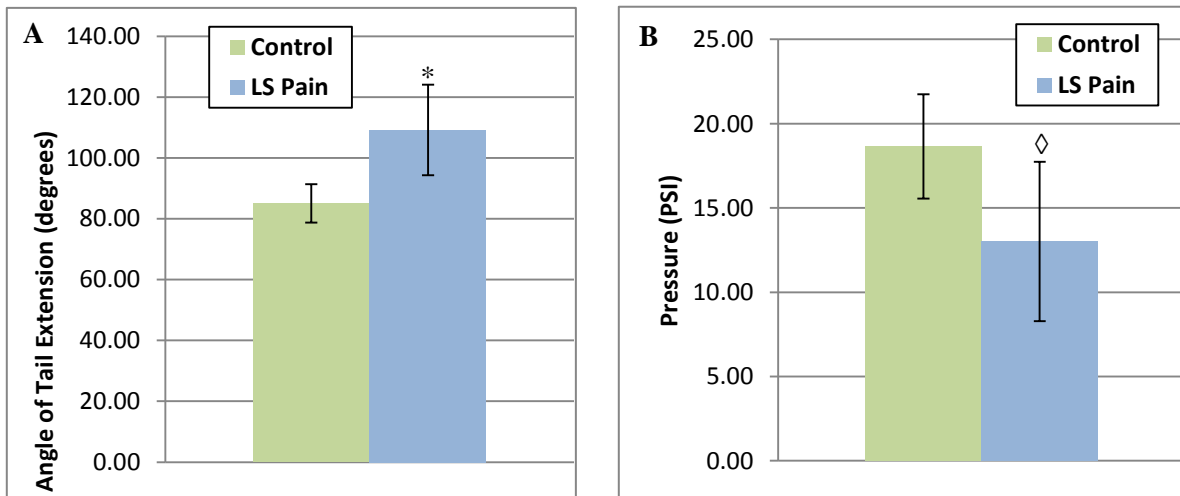 A
Angle of Tail Extension (degrees)
140.00
120.00
100.00
80.00
60.00
40.00
20.00
0.00
Control
LS Pain
*
B
Pressure (PSI)
25.00
20.00
15.00
10.00
5.00
0.00
Control
LS Pain
◊